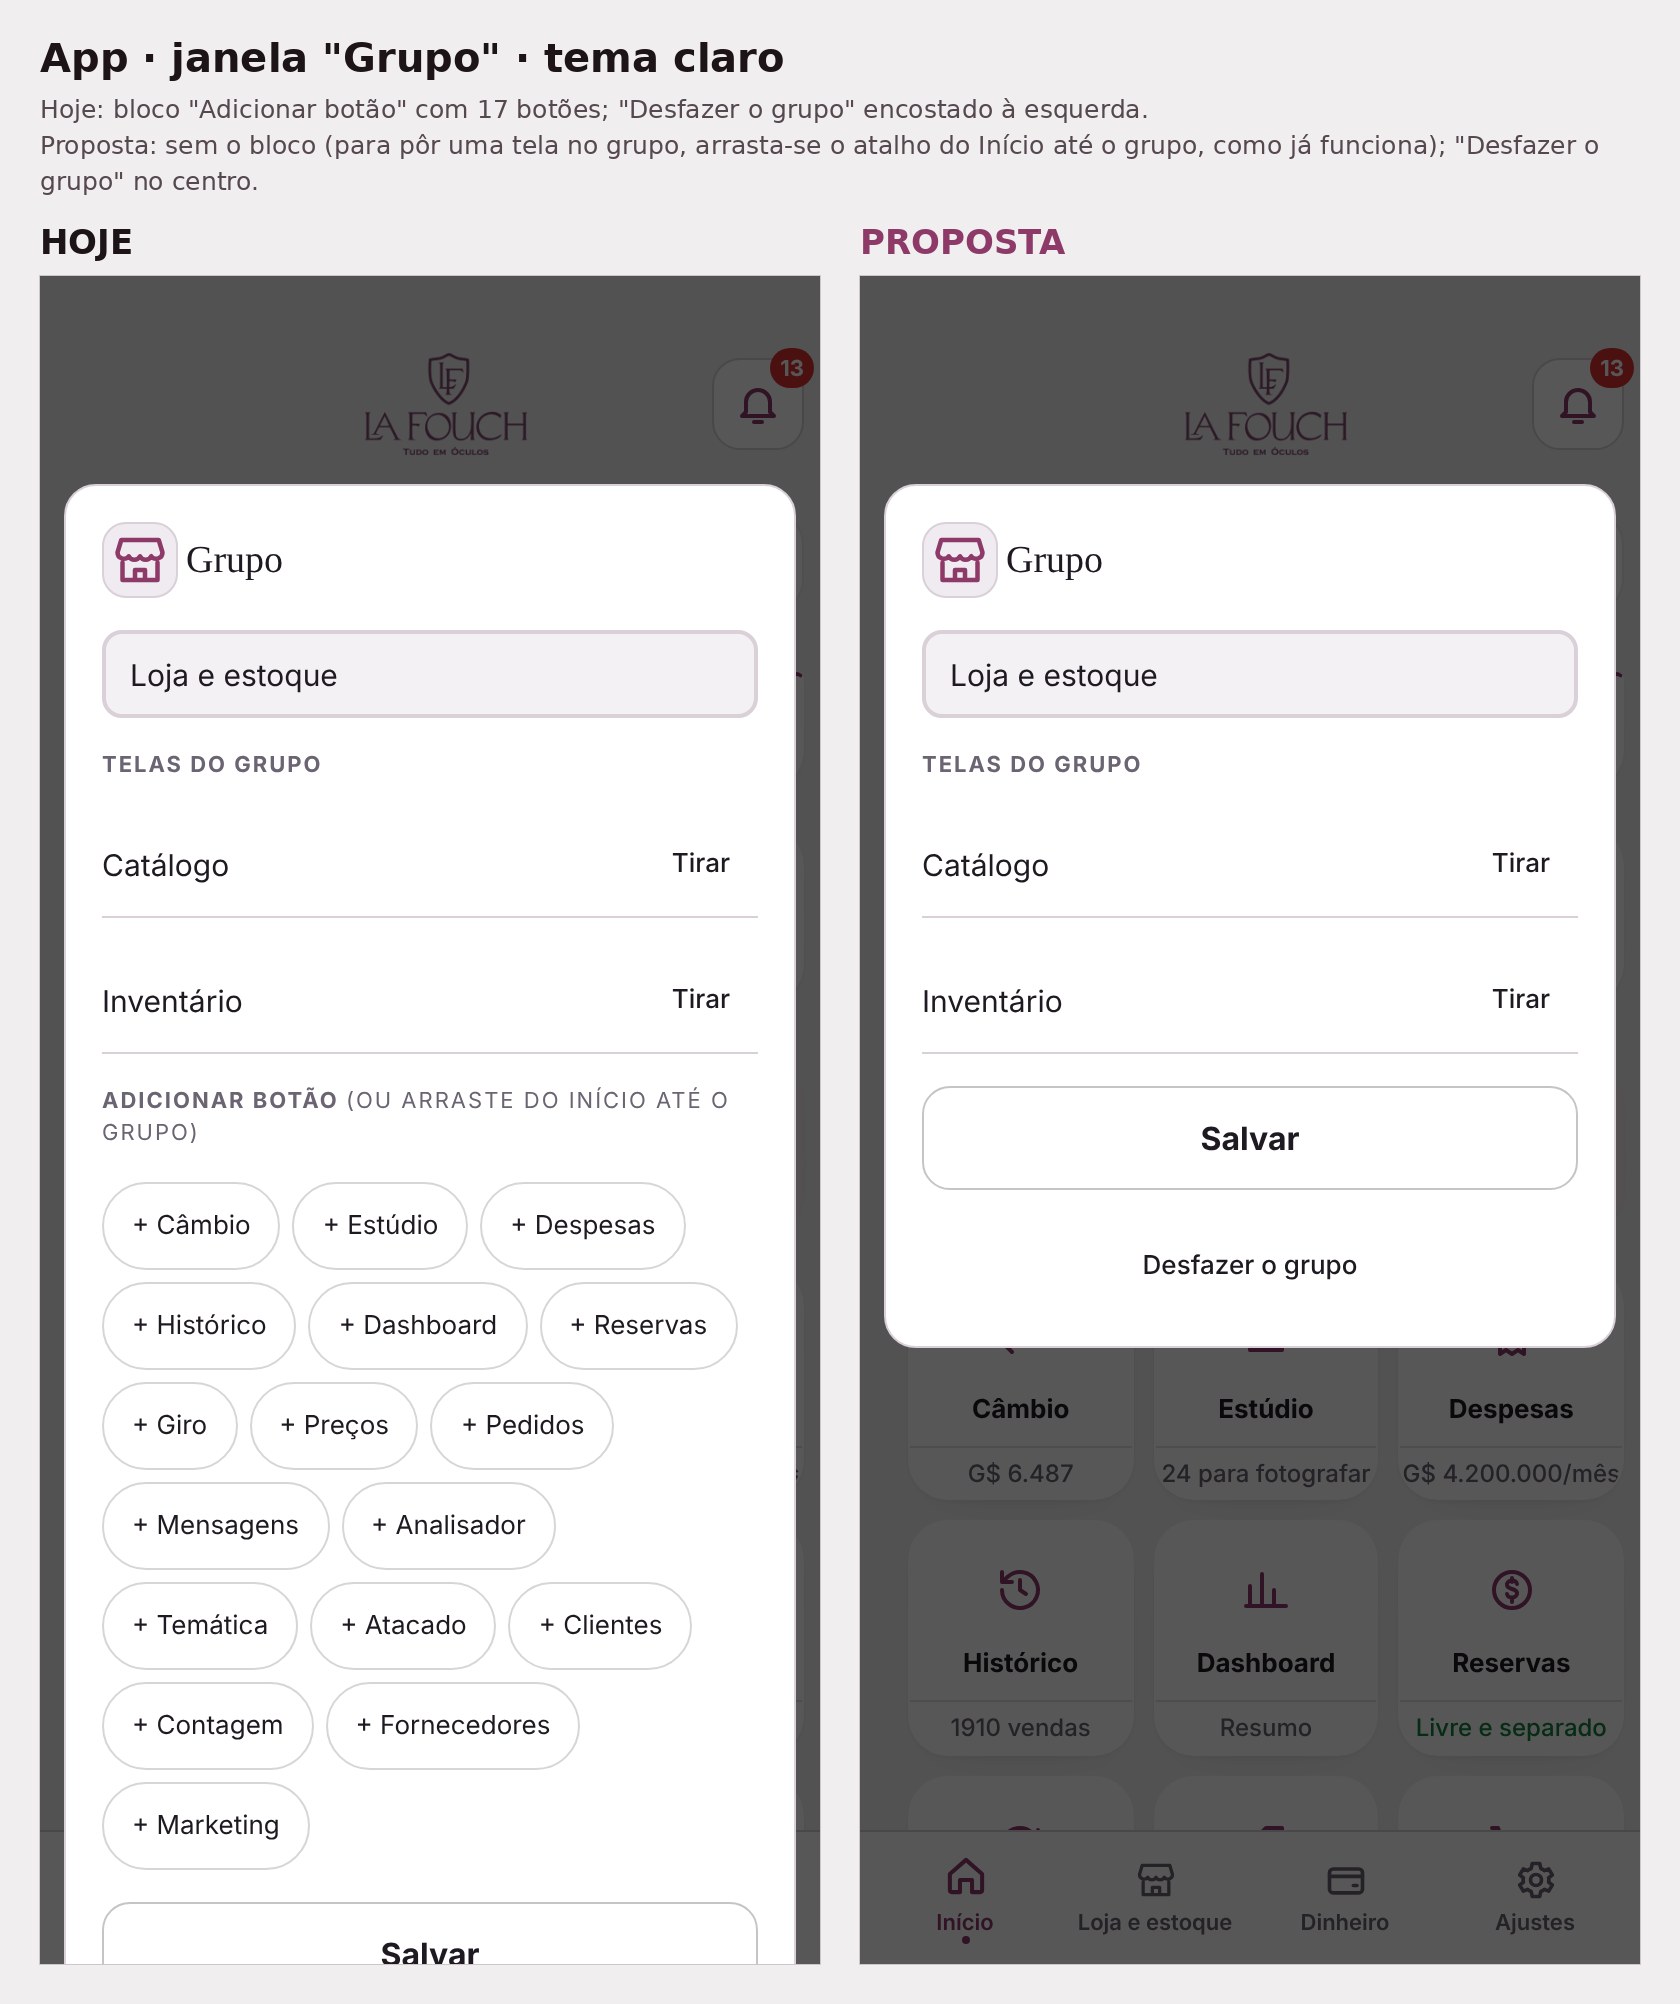 App · janela "Grupo" · tema claro
Hoje: bloco "Adicionar botão" com 17 botões; "Desfazer o grupo" encostado à esquerda.
Proposta: sem o bloco (para pôr uma tela no grupo, arrasta-se o atalho do Início até o grupo, como já funciona); "Desfazer o
grupo" no centro.
HOJE
13
LF
LA FOUCH
TUDO EM ÓCULOS
Grupo
Loja e estoque
TELAS DO GRUPO
Catálogo Tirar
Inventário Tirar
ADICIONAR BOTÃO (OU ARRASTE DO INÍCIO ATÉ O
GRUPO)
+ Câmbio + Estúdio + Despesas
+ Histórico + Dashboard + Reservas
+ Giro + Preços + Pedidos
+ Mensagens + Analisador
+ Temática + Atacado + Clientes
+ Contagem + Fornecedores
+ Marketing
Salvar
PROPOSTA
13
LF
LA FOUCH
TUDO EM ÓCULOS
Grupo
Loja e estoque
TELAS DO GRUPO
Catálogo Tirar
Inventário Tirar
Salvar
Desfazer o grupo
Câmbio Estúdio Despesas
G$ 6.487 24 para fotografar G$ 4.200.000/mês
Histórico Dashboard Reservas
1910 vendas Resumo Livre e separado
Início Loja e estoque Dinheiro Ajustes